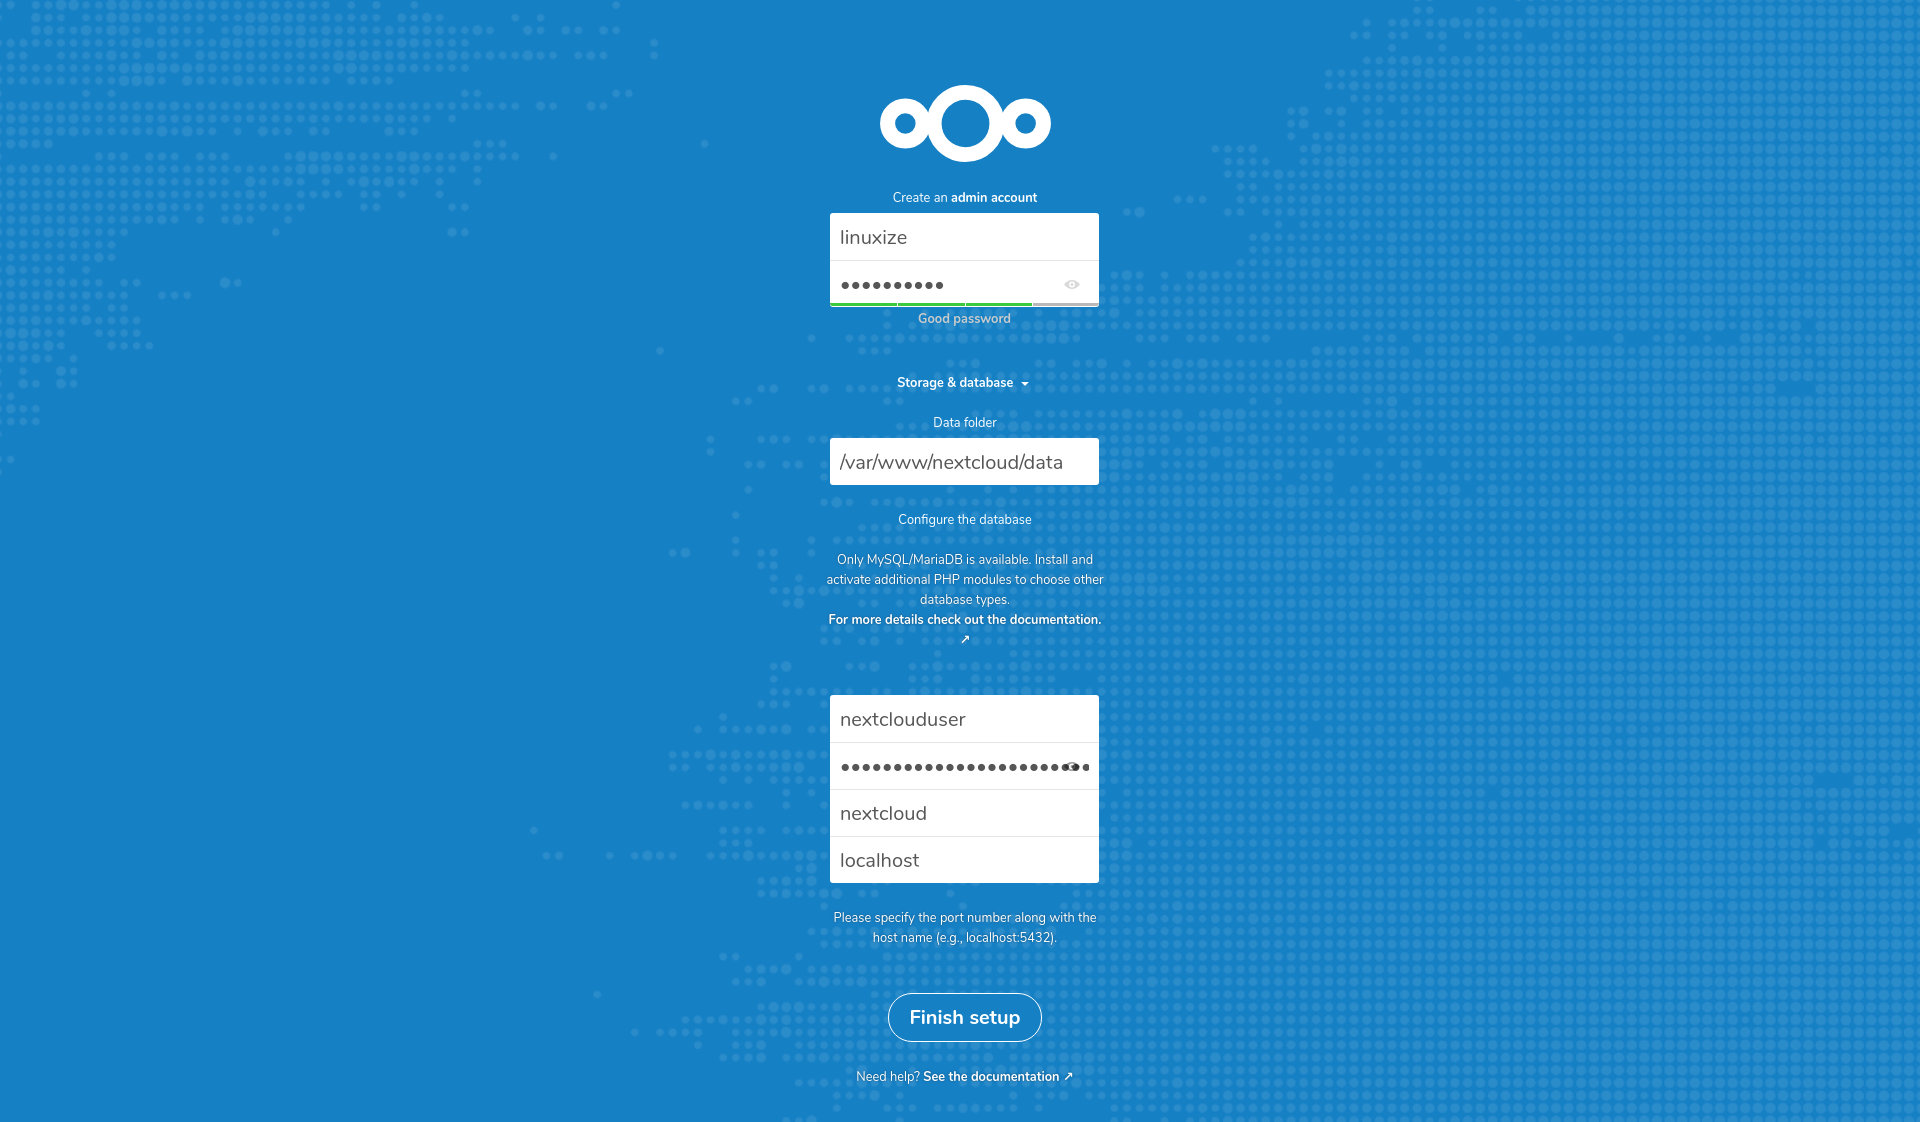 Create an admin account
linuxize
●●●●●●●●●●
Good password
Storage & database
Data folder
/var/www/nextcloud/data
Configure the database
Only MySQL/MariaDB is available. Install and
activate additional PHP modules to choose other
database types.
For more details check out the documentation.
↗
nextclouduser
●●●●●●●●●●●●●●●●●●●●●●●●
nextcloud
localhost
Please specify the port number along with the
host name (e.g., localhost:5432).
Finish setup
Need help? See the documentation ↗